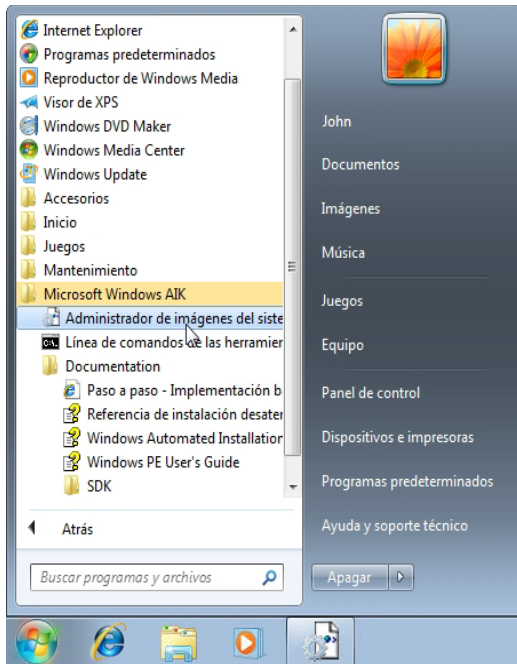 Internet Explorer
Programas predeterminados
Reproductor de Windows Media
Visor de XPS
Windows DVD Maker
Windows Media Center
Windows Update
Accesorios
Inicio
Juegos
Mantenimiento
Microsoft Windows AIK
Administrador de imágenes del siste
Línea de comandos de las herramier
Documentation
Paso a paso - Implementación b
Referencia de instalación desater
Windows Automated Installation
Windows PE User's Guide
SDK
Atrás
Buscar programas y archivos
John
Documentos
Imágenes
Música
Juegos
Equipo
Panel de control
Dispositivos e impresoras
Programas predeterminados
Ayuda y soporte técnico
Apagar